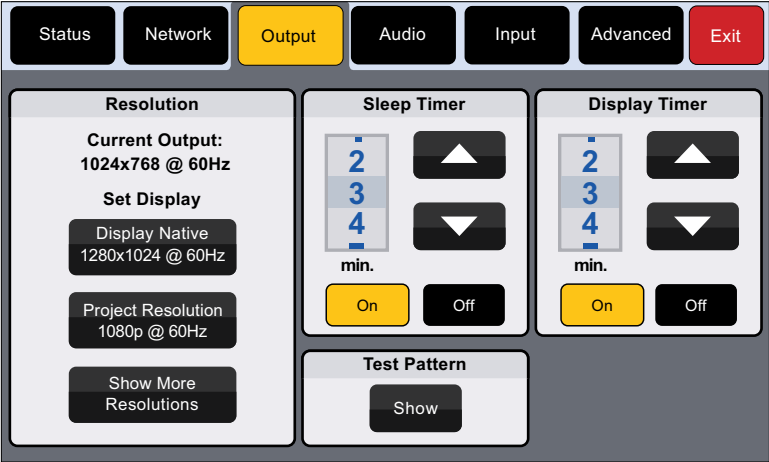 Status
Network
Output
Audio
Input
Advanced
Exit
Resolution
Current Output:
1024x768 @ 60Hz
Set Display
Display Native
1280x1024 @ 60Hz
Project Resolution
1080p @ 60Hz
Show More
Resolutions
Sleep Timer
2
3
4
min.
On
Off
Display Timer
2
3
4
min.
On
Off
Test Pattern
Show